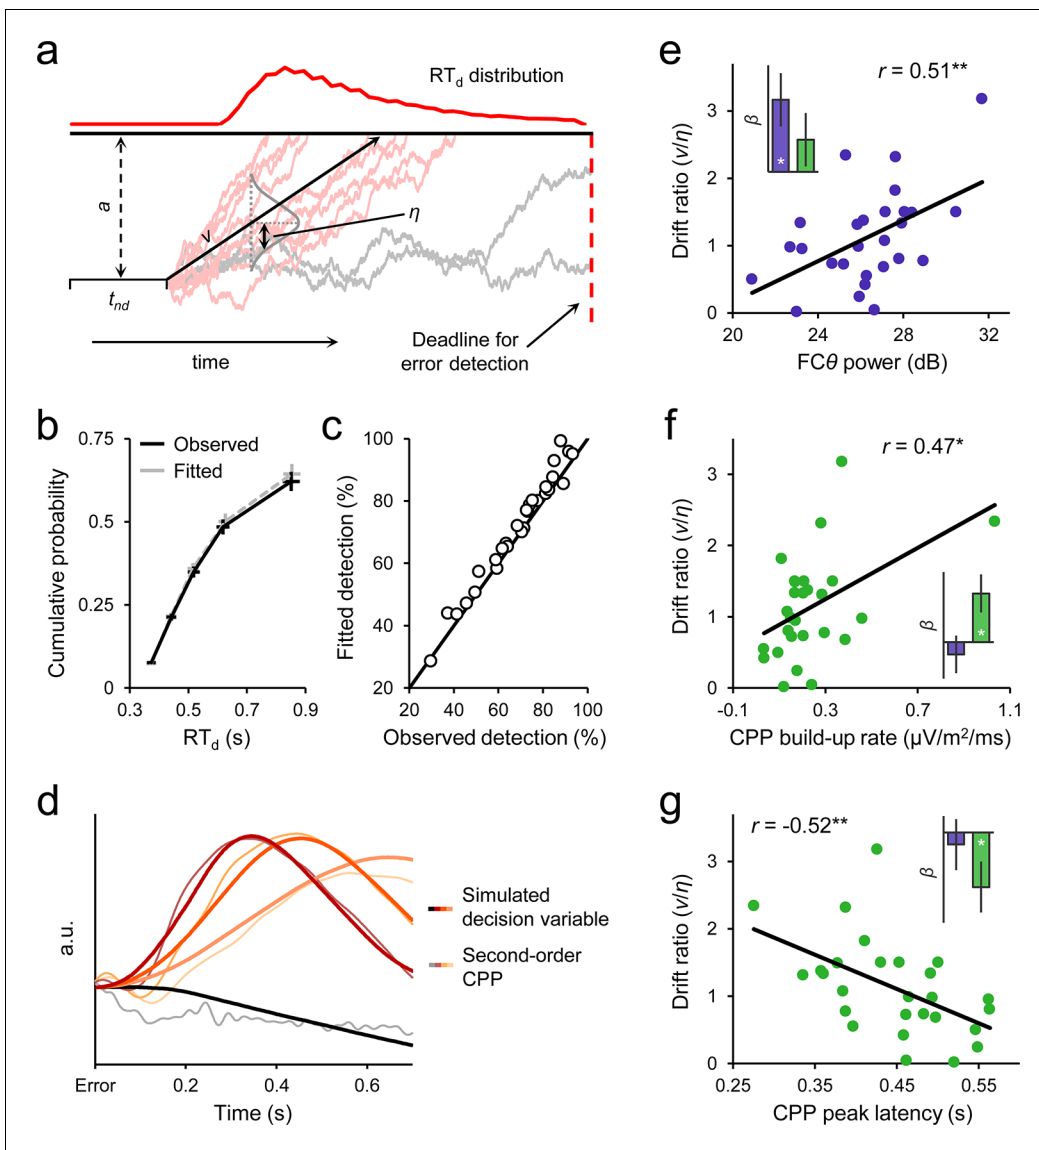 a
RT_d distribution
a
v
η
t_nd
time
Deadline for
error detection
b
Observed
Fitted
0.75
0.5
0.25
0
Cumulative probability
0.3
0.5
0.7
0.9
RT_d (s)
c
100
80
60
40
20
Fitted detection (%)
20
40
60
80
100
Observed detection (%)
d
a.u.
Simulated
decision variable
Second-order
CPP
Error
0.2
0.4
0.6
Time (s)
e
r = 0.51**
β
*
3
2
1
0
Drift ratio (v/η)
20
24
28
32
FCθ power (dB)
f
r = 0.47*
β
*
3
2
1
0
Drift ratio (v/η)
-0.1
0.3
0.7
1.1
CPP build-up rate (µV/m²/ms)
g
r = -0.52**
β
*
3
2
1
0
Drift ratio (v/η)
0.25
0.35
0.45
0.55
CPP peak latency (s)